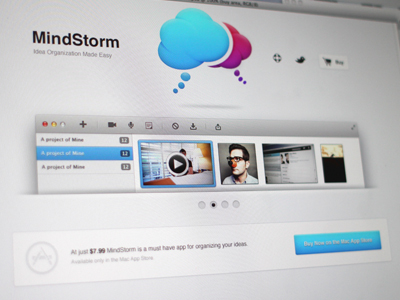 MindStorm
Idea Organization Made Easy
Buy
A project of Mine 12
A project of Mine 12
A project of Mine 12
At just $7.99 MindStorm is a must have app for organizing your ideas.
Available only in the Mac App Store.
Buy Now in the Mac App Store